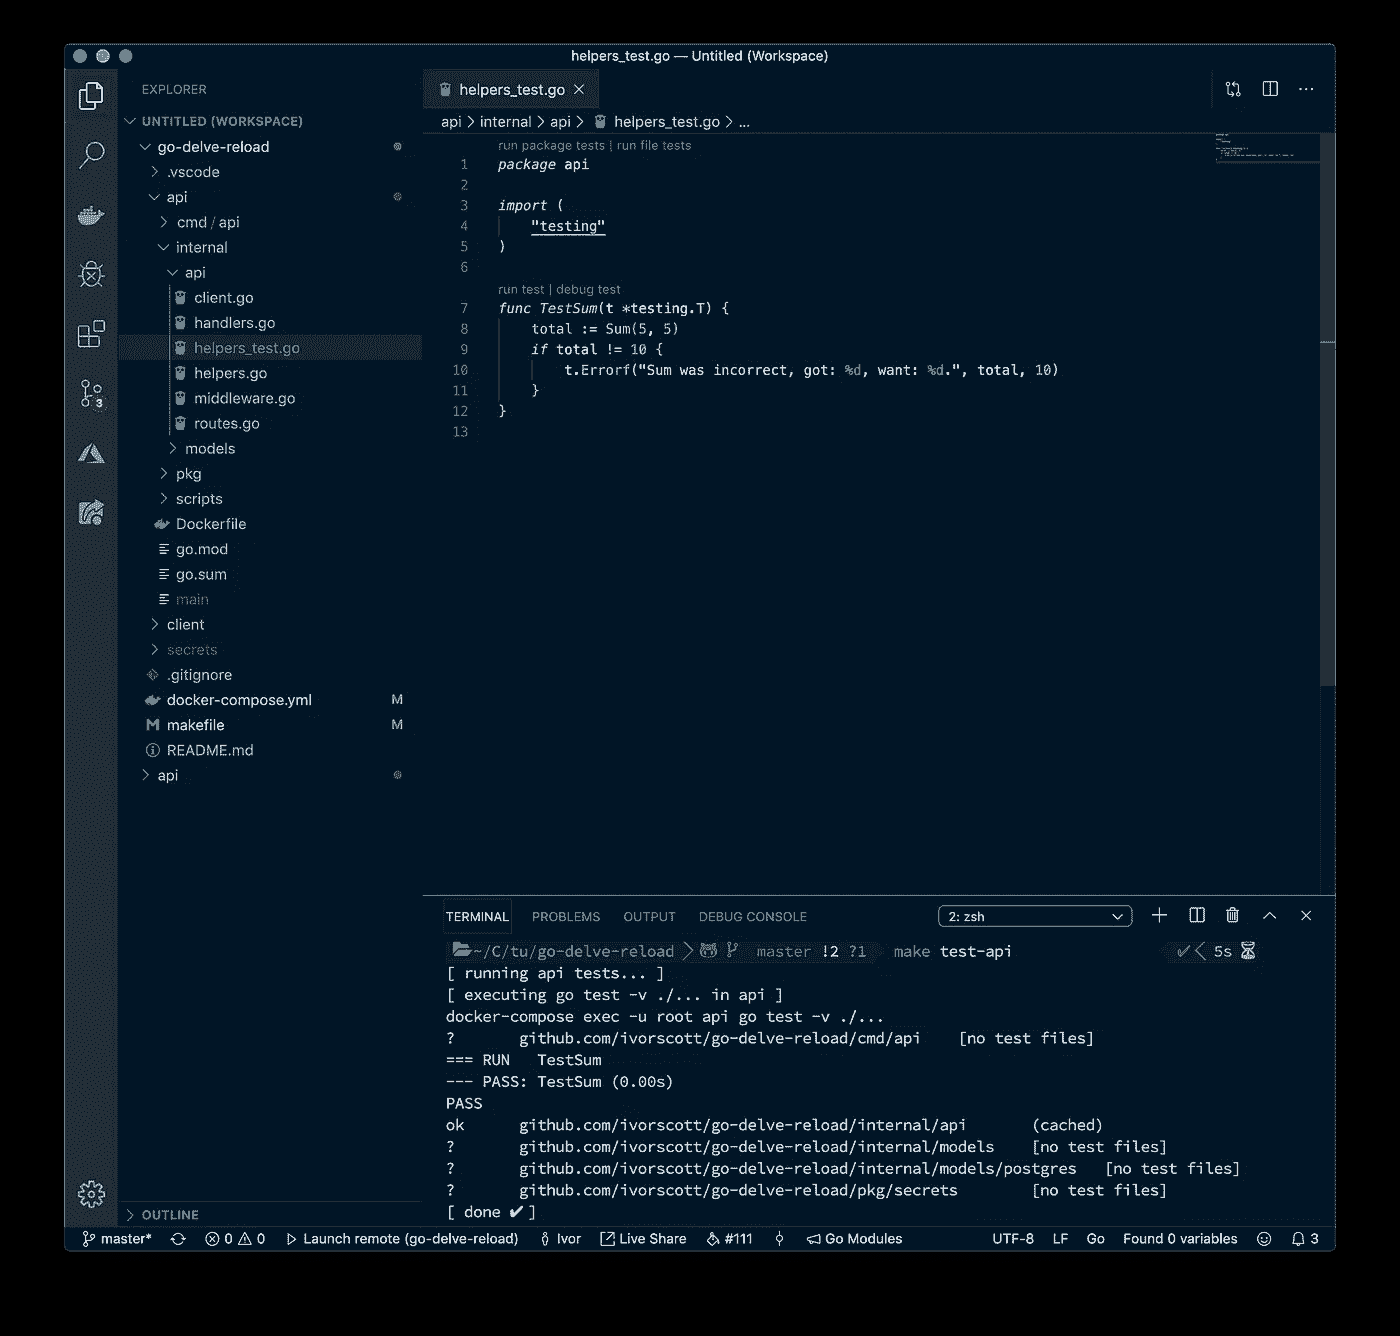 helpers_test.go — Untitled (Workspace)
EXPLORER
UNTITLED (WORKSPACE)
go-delve-reload
.vscode
api
cmd / api
internal
api
client.go
handlers.go
helpers_test.go
helpers.go
middleware.go
routes.go
models
pkg
scripts
Dockerfile
go.mod
go.sum
main
client
secrets
.gitignore
docker-compose.yml M
makefile M
README.md
api
OUTLINE
3
helpers_test.go
api > internal > api > helpers_test.go > ...
run package tests | run file tests
1 package api
2
3 import (
4 "testing"
5 )
6
run test | debug test
7 func TestSum(t *testing.T) {
8 total := Sum(5, 5)
9 if total != 10 {
10 t.Errorf("Sum was incorrect, got: %d, want: %d.", total, 10)
11 }
12 }
13
TERMINAL PROBLEMS OUTPUT DEBUG CONSOLE 2: zsh
~/C/tu/go-delve-reload master !2 ?1 make test-api ✔ 5s
[ running api tests... ]
[ executing go test -v ./... in api ]
docker-compose exec -u root api go test -v ./...
? github.com/ivorscott/go-delve-reload/cmd/api [no test files]
=== RUN TestSum
--- PASS: TestSum (0.00s)
PASS
ok github.com/ivorscott/go-delve-reload/internal/api (cached)
? github.com/ivorscott/go-delve-reload/internal/models [no test files]
? github.com/ivorscott/go-delve-reload/internal/models/postgres [no test files]
? github.com/ivorscott/go-delve-reload/pkg/secrets [no test files]
[ done ✔ ]
master* 0 0 Launch remote (go-delve-reload) Ivor Live Share #111 Go Modules UTF-8 LF Go Found 0 variables 3